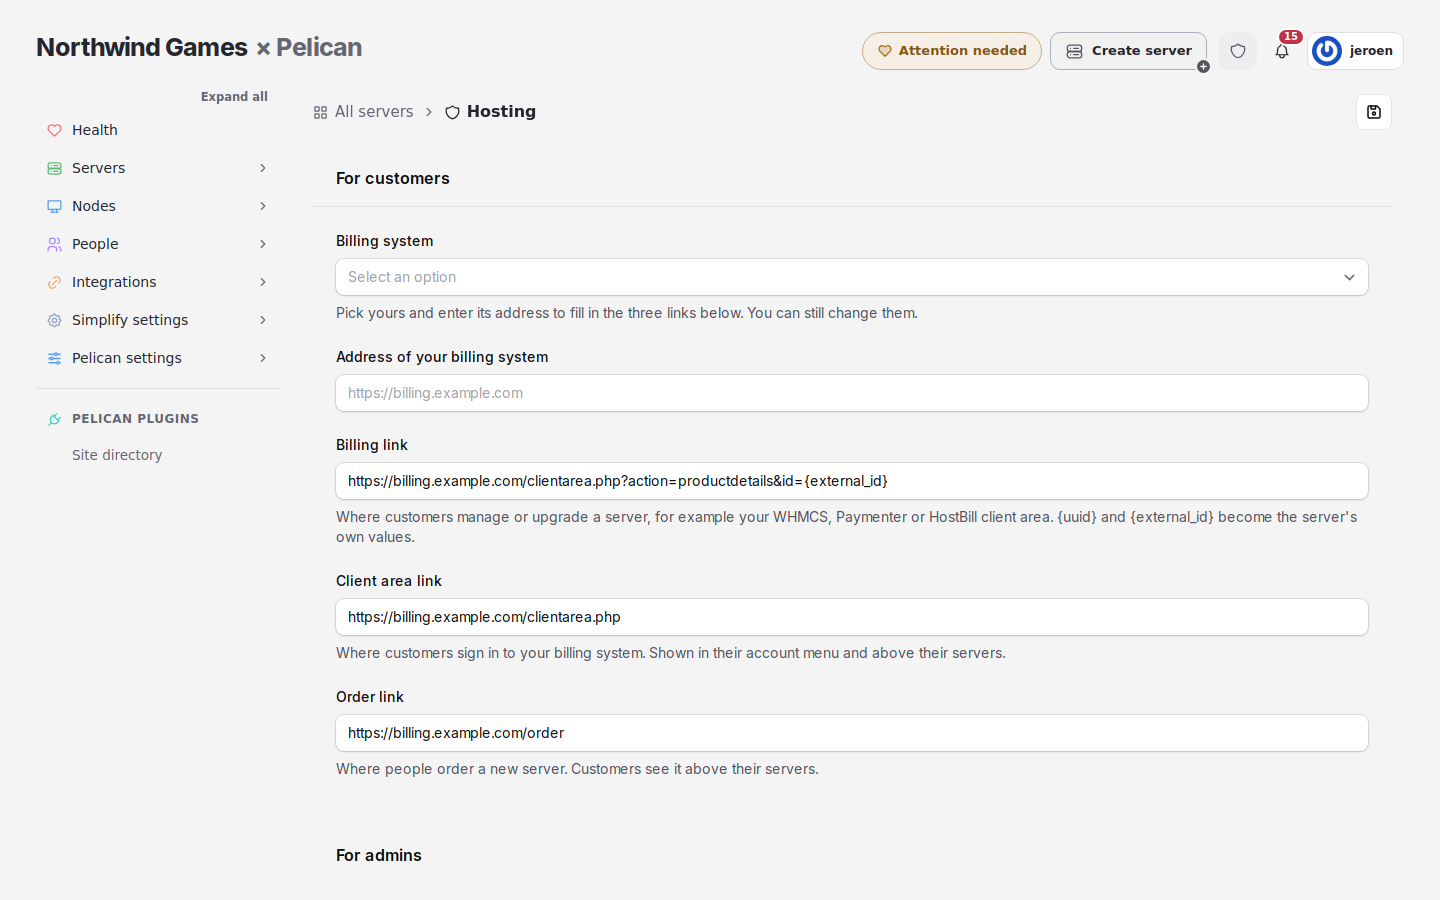 Northwind Games × Pelican
Attention needed
Create server
15
jeroen
Expand all
Health
Servers
Nodes
People
Integrations
Simplify settings
Pelican settings
PELICAN PLUGINS
Site directory
All servers
Hosting
For customers
Billing system
Select an option
Pick yours and enter its address to fill in the three links below. You can still change them.
Address of your billing system
https://billing.example.com
Billing link
https://billing.example.com/clientarea.php?action=productdetails&id={external_id}
Where customers manage or upgrade a server, for example your WHMCS, Paymenter or HostBill client area. {uuid} and {external_id} become the server's
own values.
Client area link
https://billing.example.com/clientarea.php
Where customers sign in to your billing system. Shown in their account menu and above their servers.
Order link
https://billing.example.com/order
Where people order a new server. Customers see it above their servers.
For admins